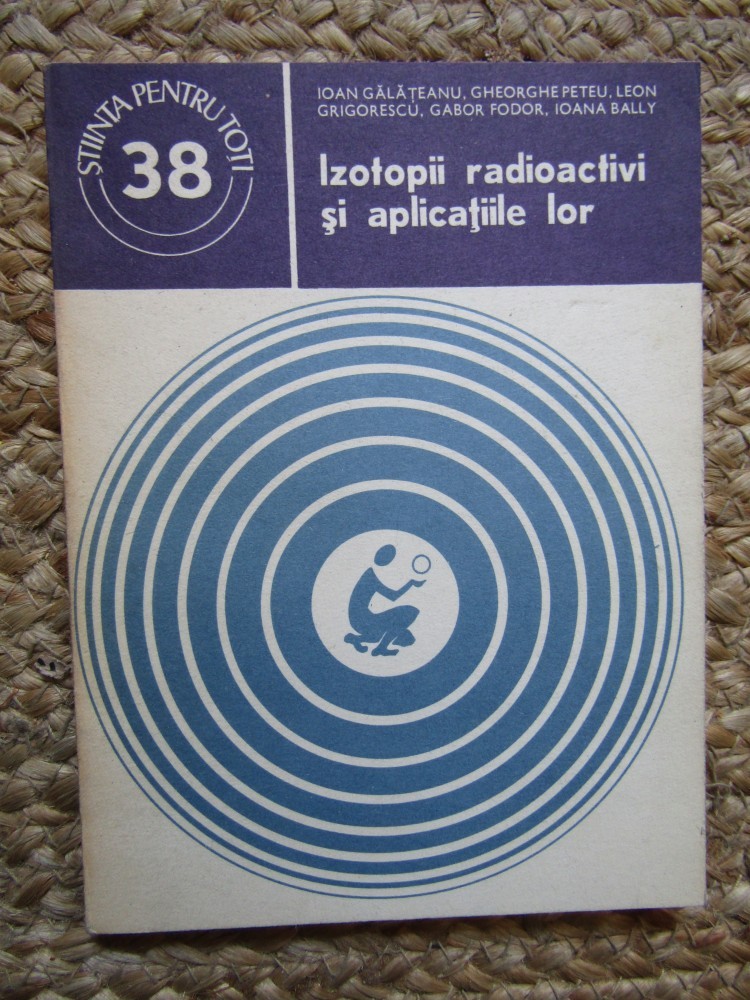 ȘTIINȚA PENTRU TOȚI
38
IOAN GĂLĂȚEANU, GHEORGHE PETEU, LEON
GRIGORESCU, GABOR FODOR, IOANA BALLY
Izotopii radioactivi
și aplicațiile lor